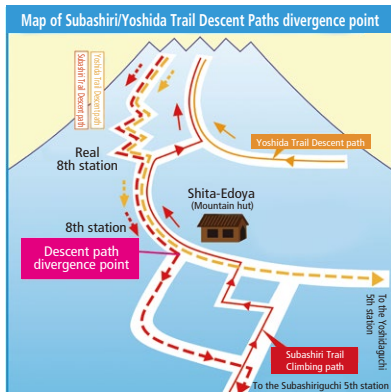 Map of Subashiri/Yoshida Trail Descent Paths divergence point
Yoshida Trail Descent path
Subashiri Trail Descent path
Yoshida Trail Descent path
Real
8th station
Shita-Edoya
(Mountain hut)
8th station
Descent path
divergence point
To the Yoshidaguchi
5th station
Subashiri Trail
Climbing path
To the Subashiriguchi 5th station